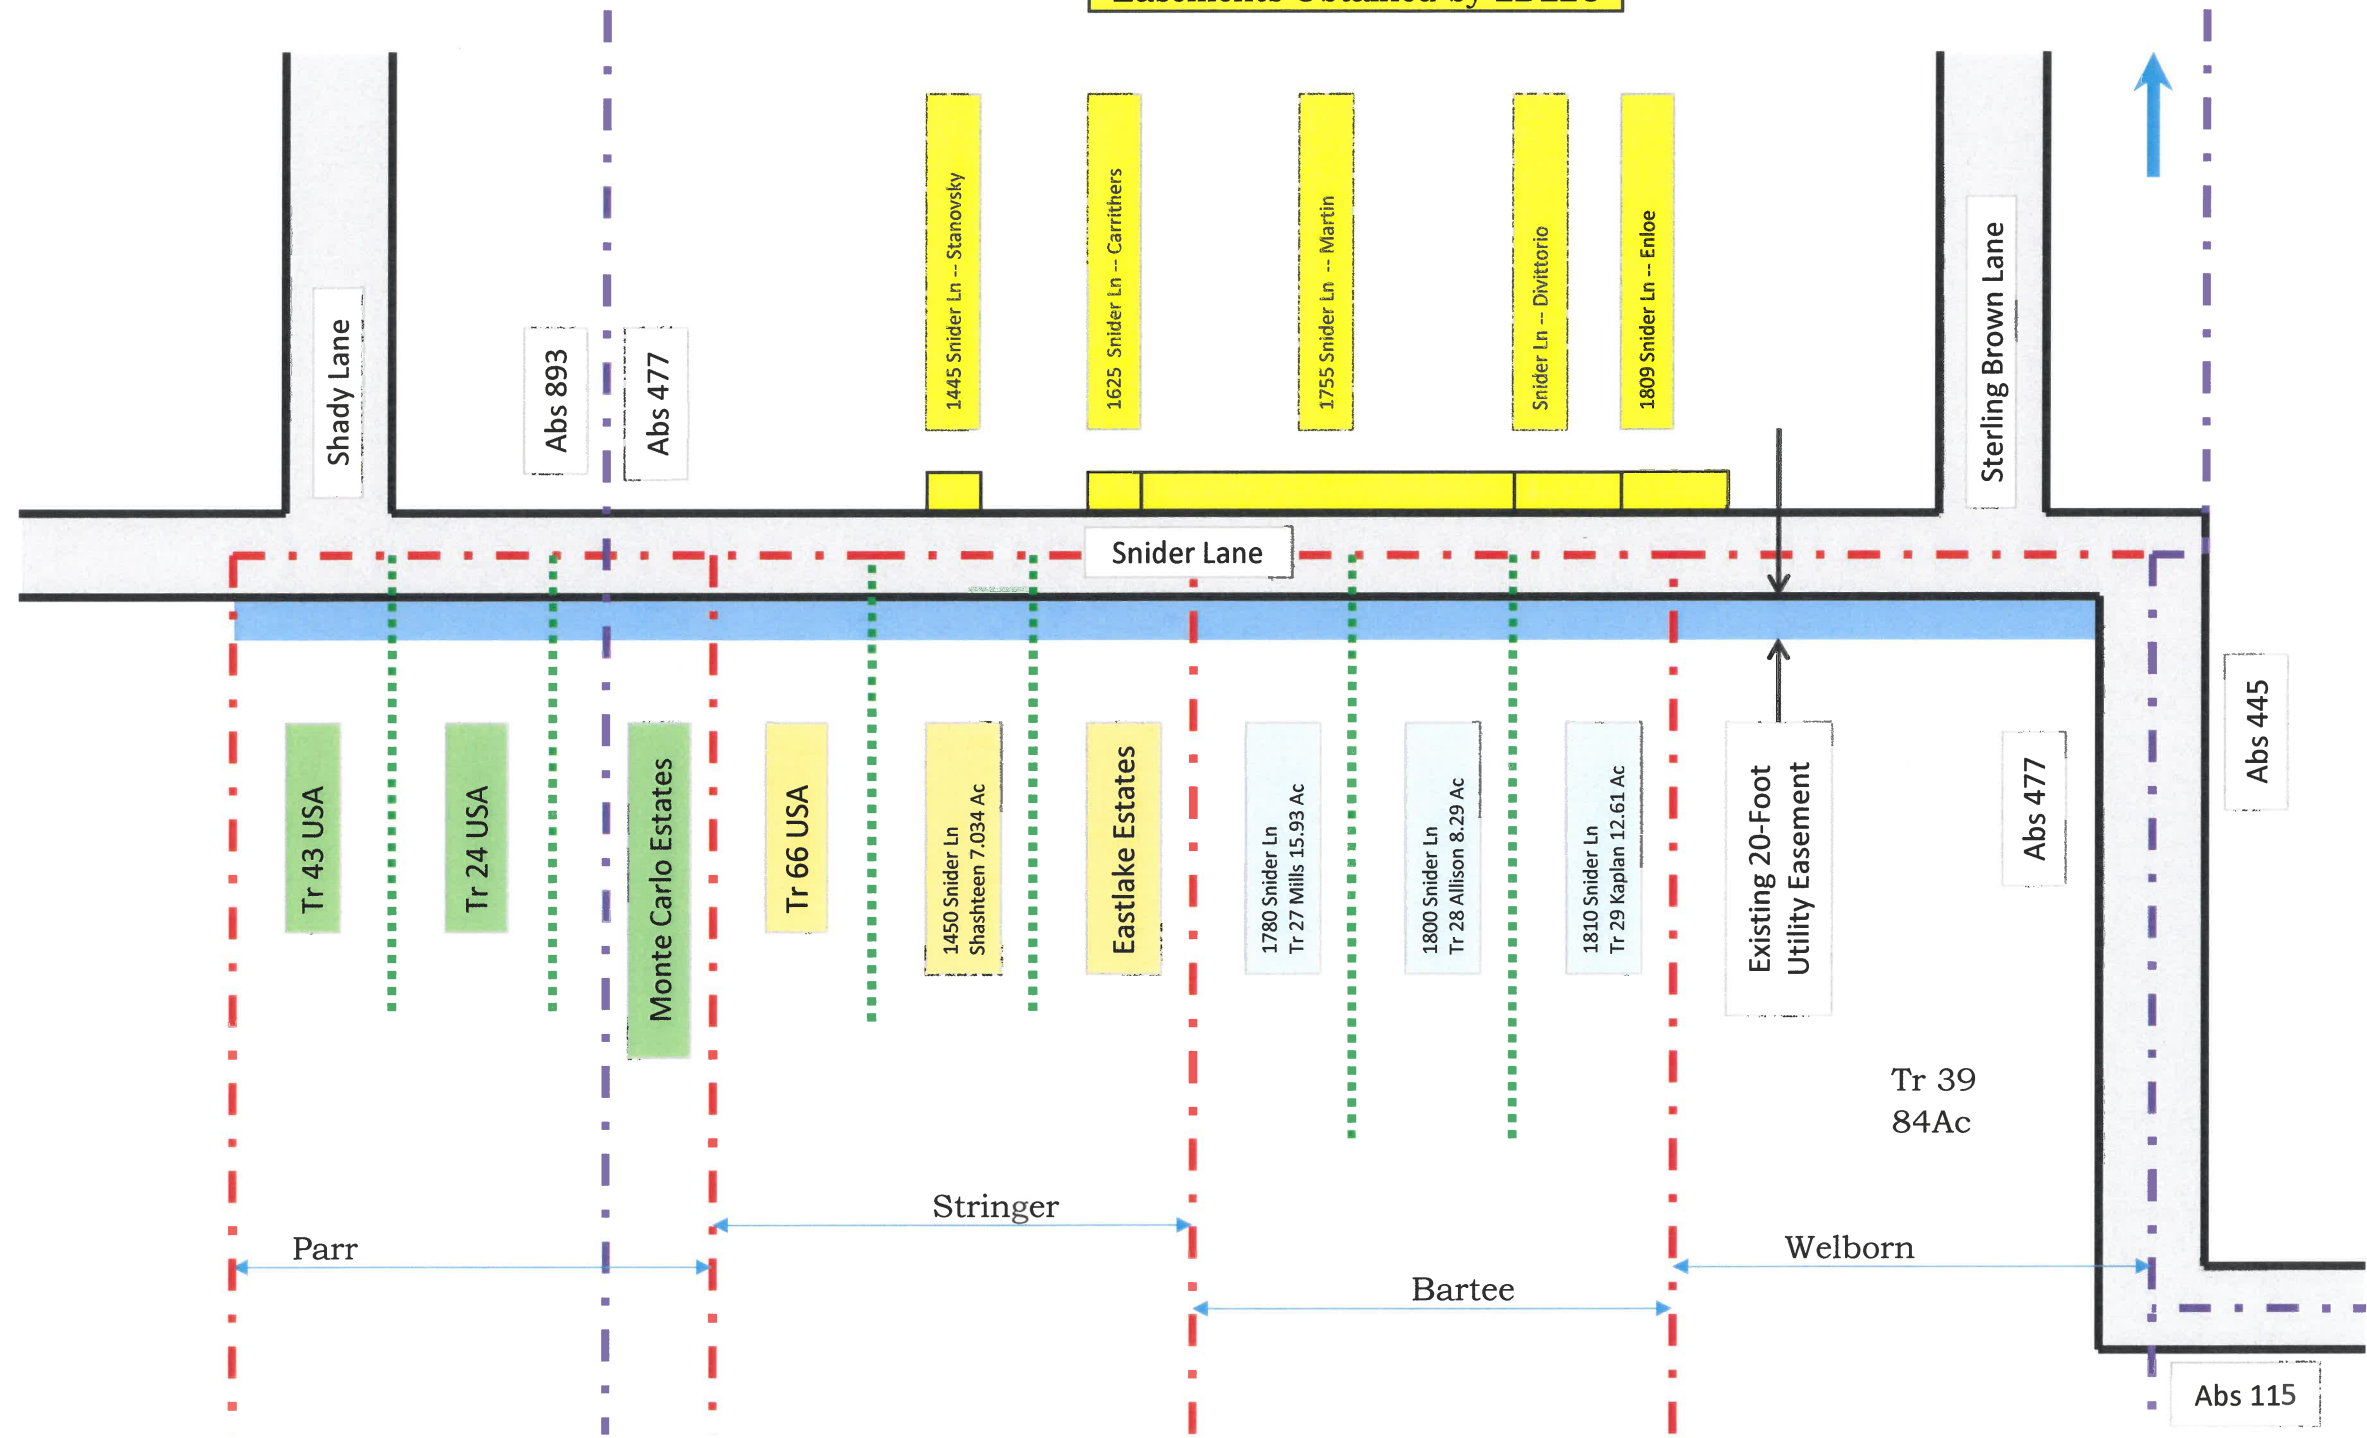 Shady Lane
Abs 893
Abs 477
1445 Snider Ln -- Stanovsky
1625 Snider Ln -- Carrithers
1755 Snider Ln -- Martin
Snider Ln -- Divittorio
1809 Snider Ln -- Enloe
Sterling Brown Lane
Snider Lane
Tr 43 USA
Tr 24 USA
Monte Carlo Estates
Tr 66 USA
1450 Snider Ln
Shashteen 7.034 Ac
Eastlake Estates
1780 Snider Ln
Tr 27 Mills 15.93 Ac
1800 Snider Ln
Tr 28 Allison 8.29 Ac
1810 Snider Ln
Tr 29 Kaplan 12.61 Ac
Existing 20-Foot
Utility Easement
Abs 477
Abs 445
Tr 39
84Ac
Stringer
Parr
Welborn
Bartee
Abs 115